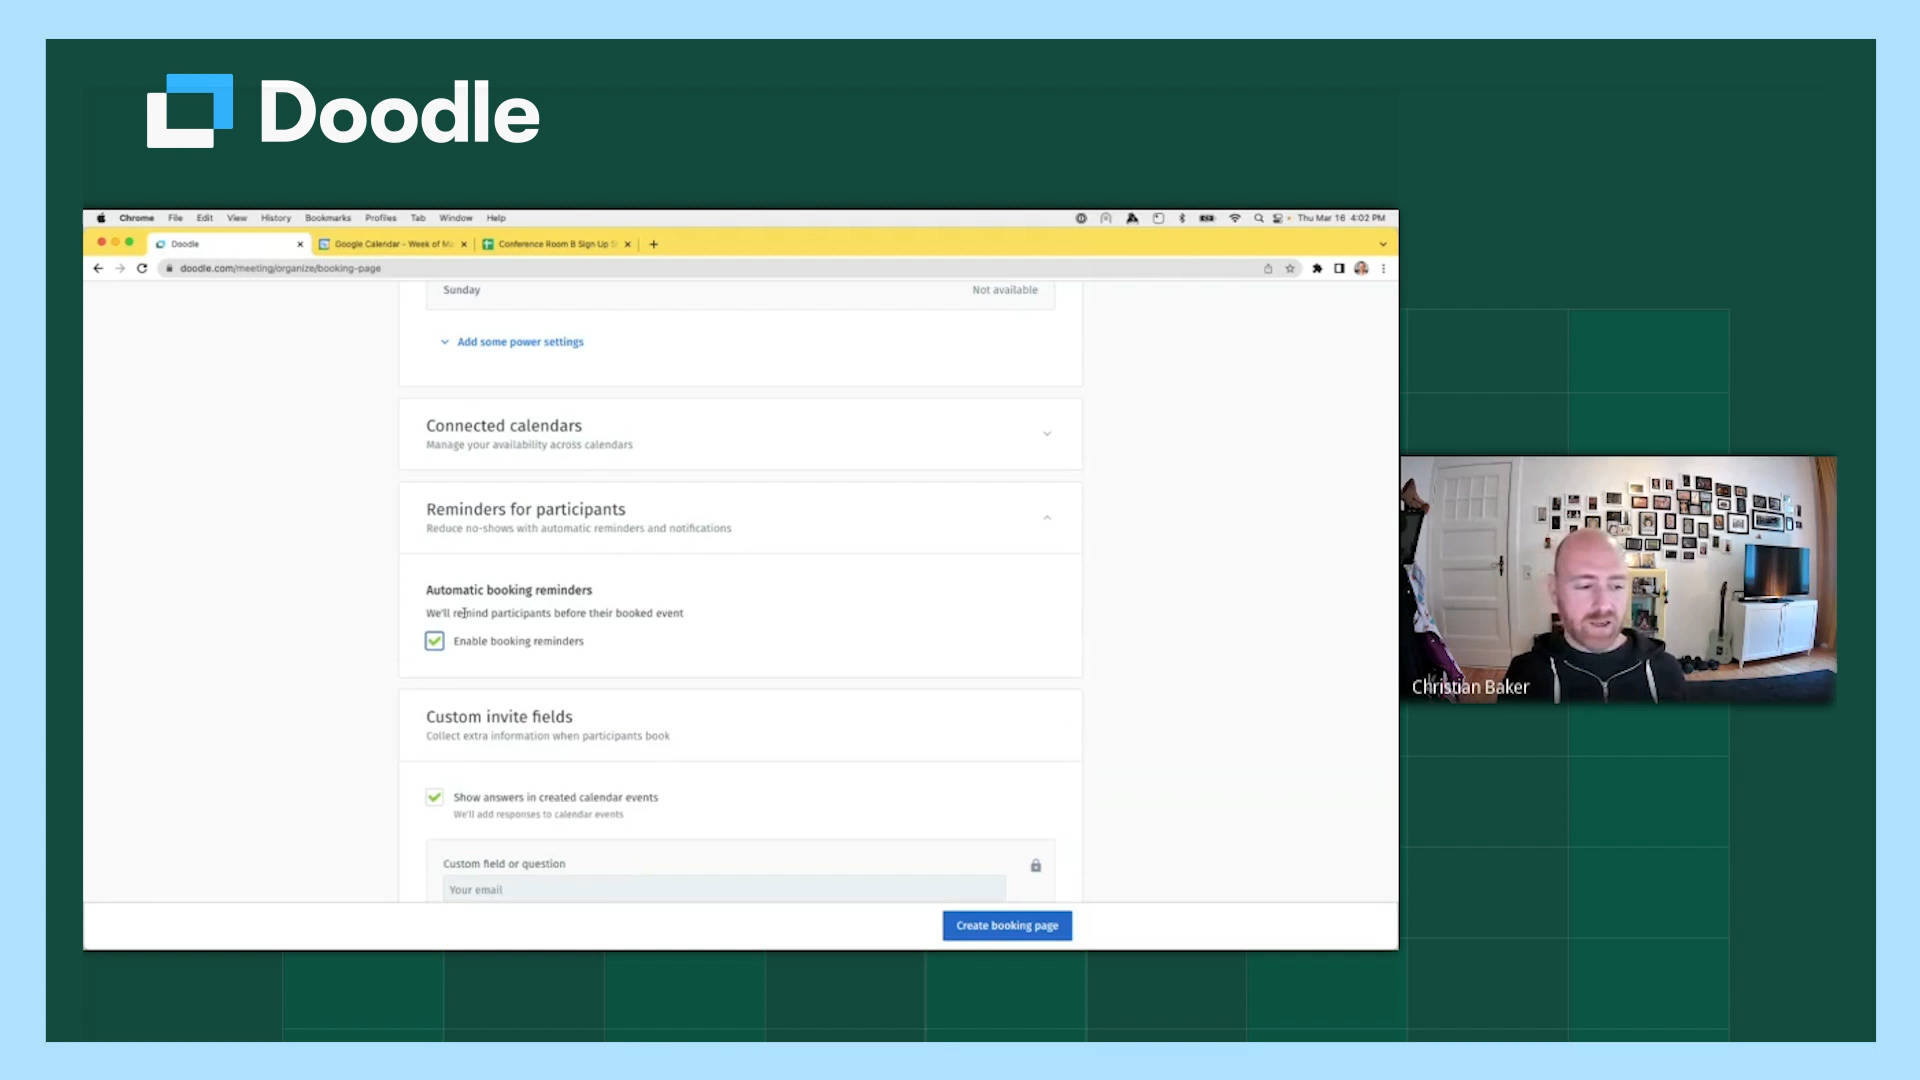 Doodle
Chrome File Edit View History Bookmarks Profiles Tab Window Help
Thu Mar 16 4:02 PM
Doodle
Google Calendar - Week of Ma
Conference Room B Sign Up S
doodle.com/meeting/organize/booking-page
Sunday
Not available
Add some power settings
Connected calendars
Manage your availability across calendars
Reminders for participants
Reduce no-shows with automatic reminders and notifications
Automatic booking reminders
We'll remind participants before their booked event
Enable booking reminders
Custom invite fields
Collect extra information when participants book
Show answers in created calendar events
We'll add responses to calendar events
Custom field or question
Your email
Create booking page
Christian Baker